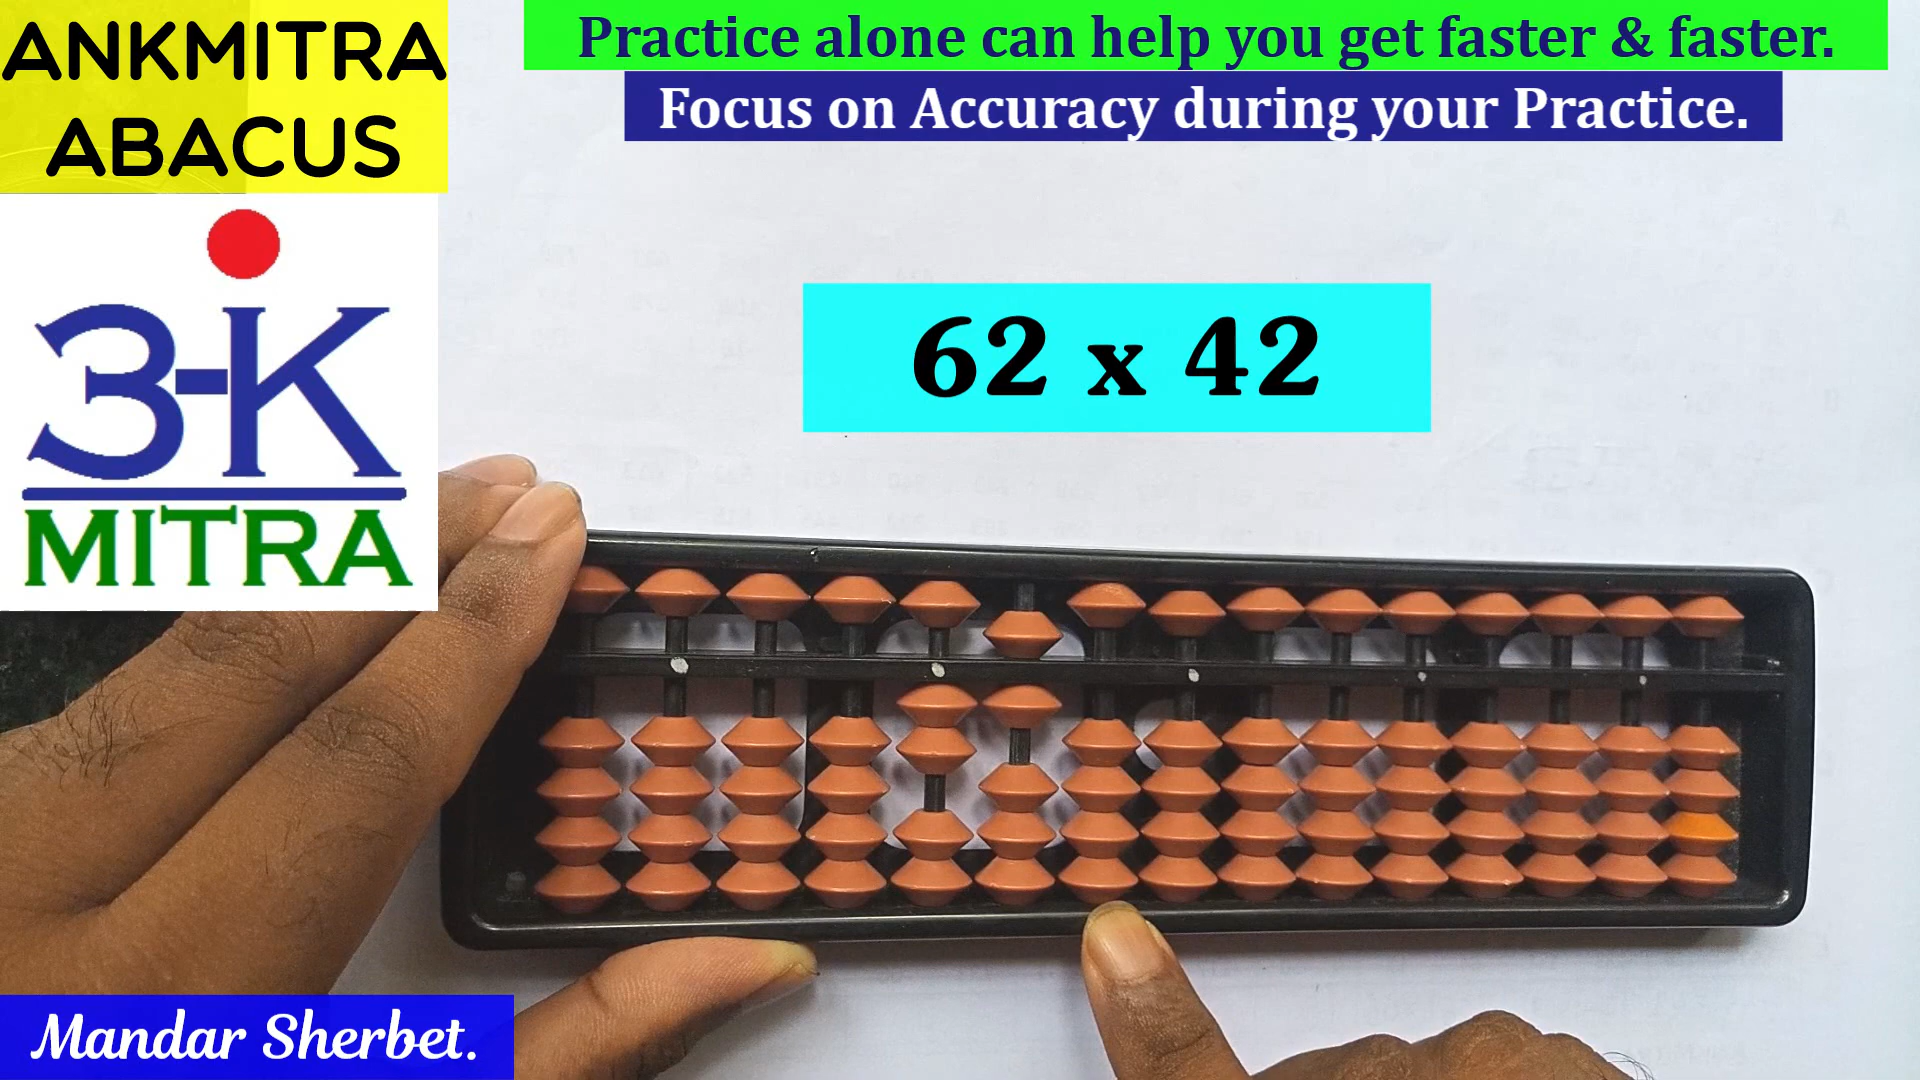 ANKMITRA
ABACUS
Practice alone can help you get faster & faster.
Focus on Accuracy during your Practice.
3-K
MITRA
62 x 42
Mandar Sherbet.